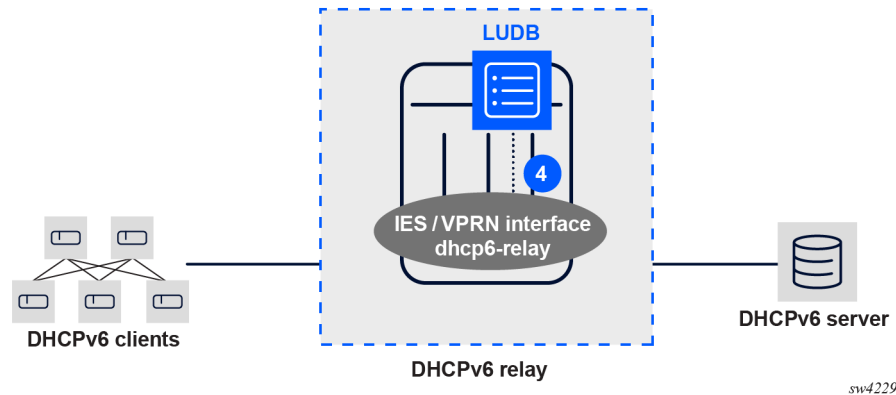 LUDB
4
IES / VPRN interface
dhcp6-relay
DHCPv6 clients
DHCPv6 server
DHCPv6 relay
sw4229